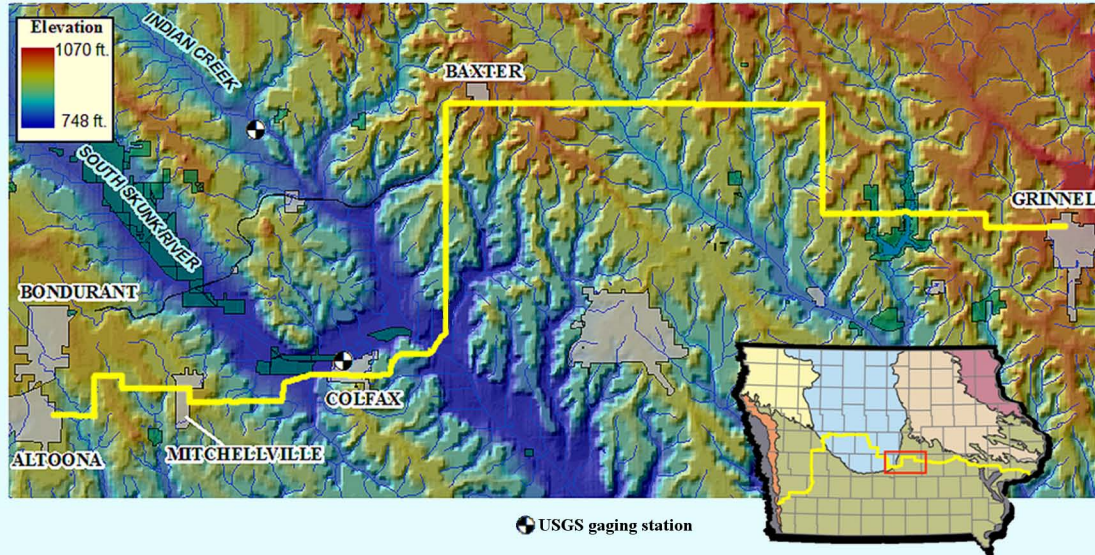 Elevation
1070 ft.
748 ft.
INDIAN CREEK
BAXTER
SOUTH SKUNK RIVER
GRINNEL
BONDURANT
COLFAX
MITCHELLVILLE
ALTOONA
USGS gaging station